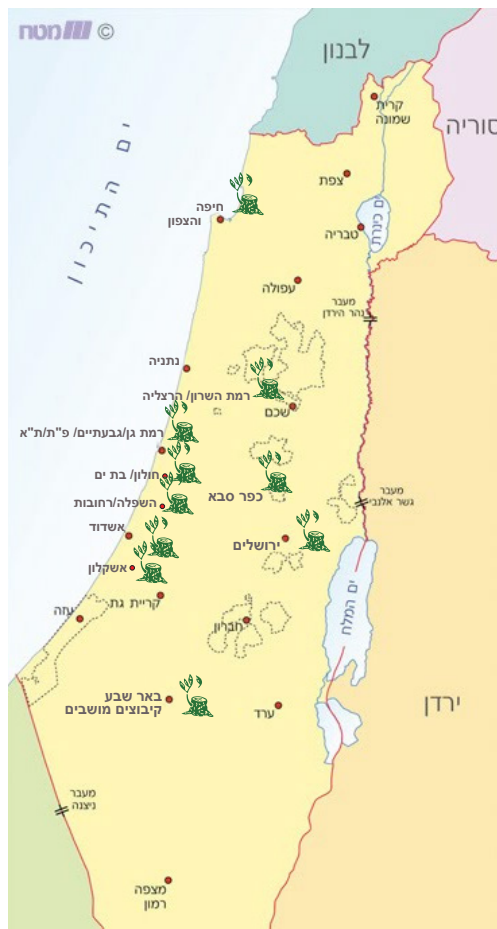 © מטח
לבנון
סוריה
קרית
שמונה
ים התיכון
צפת
חיפה
והצפון
ים כינרת
טבריה
עפולה
מעבר
נהר הירדן
נתניה
רמת השרון/ הרצליה
שכם
רמת גן/גבעתיים/ פ"ת/ת"א
חולון/ בת ים
כפר סבא
מעבר
גשר אלנבי
השפלה/רחובות
אשדוד
ירושלים
אשקלון
קריית גת
עזה
חברון
ים המלח
באר שבע
קיבוצים מושבים
ערד
ירדן
מעבר
ניצנה
מצפה
רמון